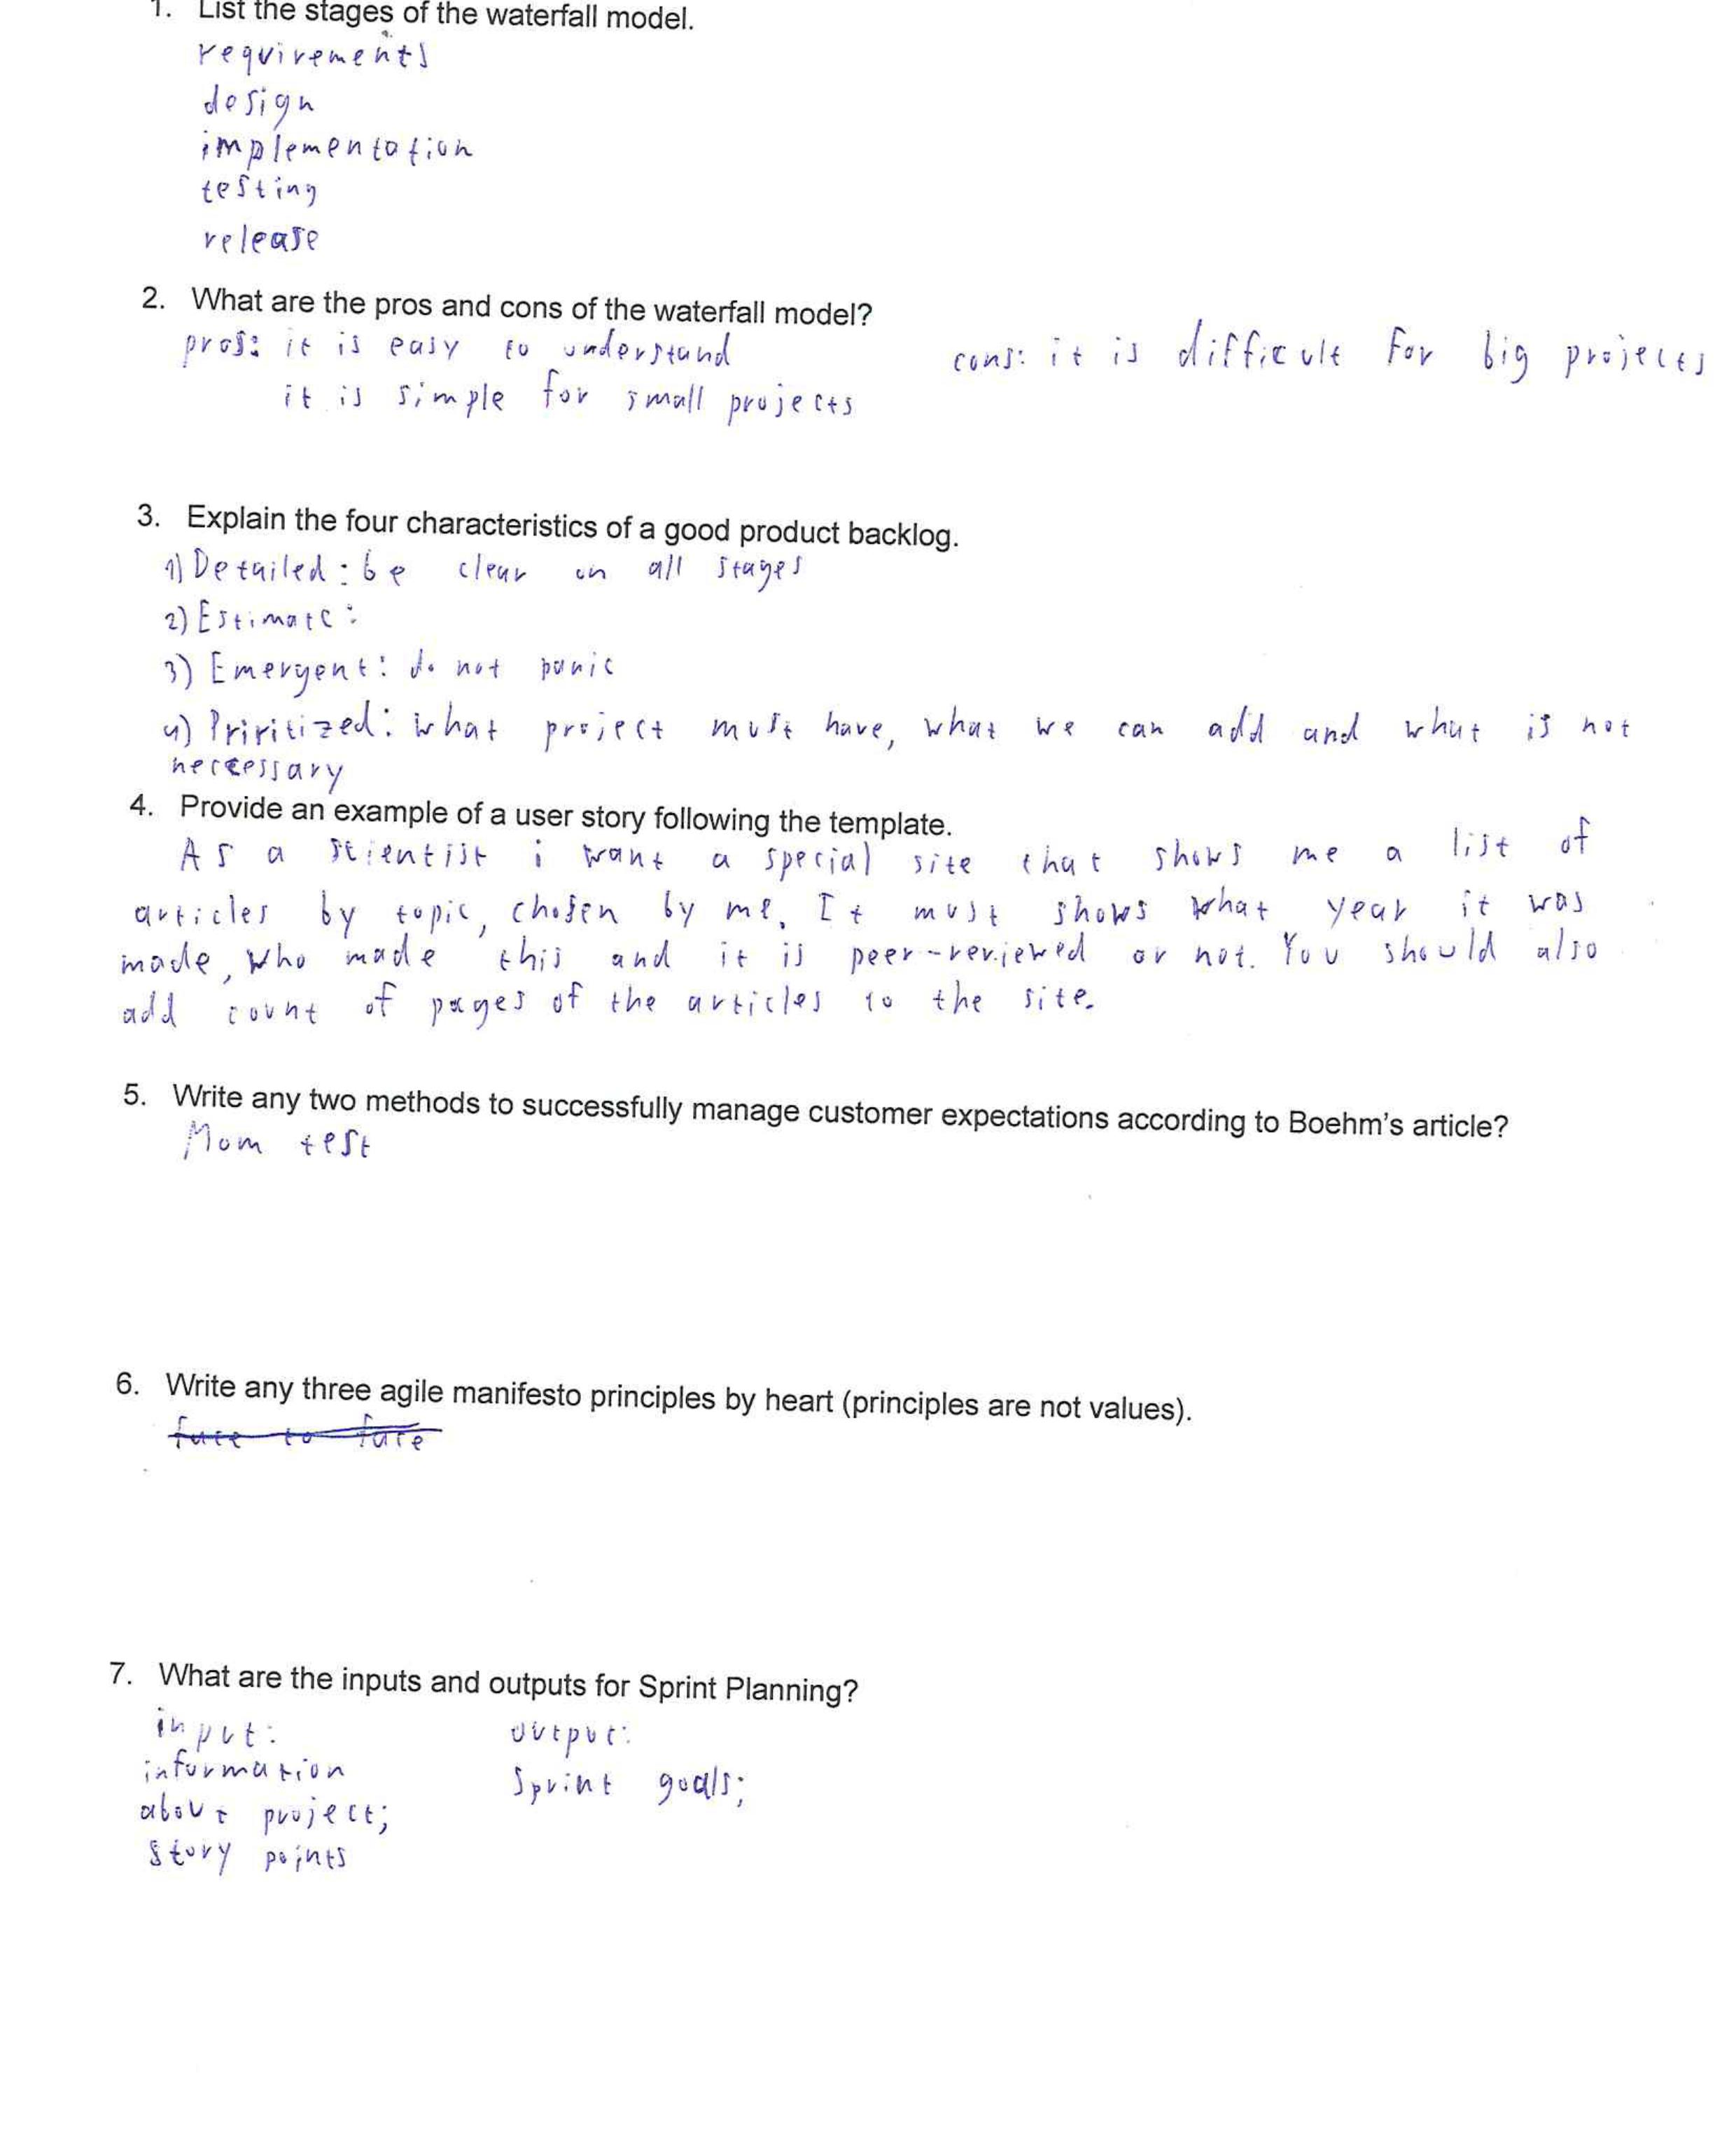 1. List the stages of the waterfall model.
requirements
design
implementation
testing
release
2. What are the pros and cons of the waterfall model?
pros: it is easy to understand
cons: it is difficult for big projects
it is simple for small projects
3. Explain the four characteristics of a good product backlog.
1) Detailed: be clear on all stages
2) Estimate:
3) Emergent: do not panic
4) Priritized: what project must have, what we can add and what is not
neccessary
4. Provide an example of a user story following the template.
As a scientist i want a special site that shows me a list of
articles by topic, chosen by me. It must shows what year it was
made, who made this and it is peer-reviewed or not. You should also
add count of pages of the articles to the site.
5. Write any two methods to successfully manage customer expectations according to Boehm's article?
Mom test
6. Write any three agile manifesto principles by heart (principles are not values).
face to face
7. What are the inputs and outputs for Sprint Planning?
input: output:
information Sprint goals;
about project;
story points